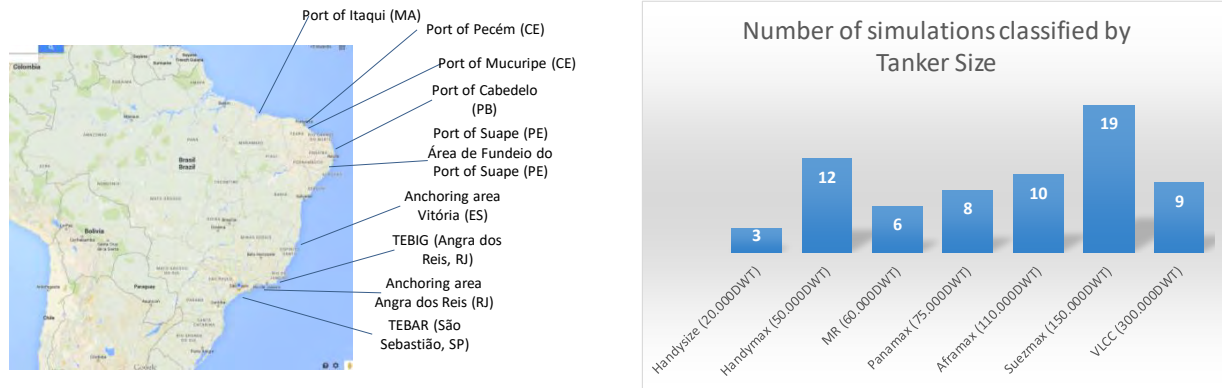 Port of Itaqui (MA)
Port of Pecém (CE)
Port of Mucuripe (CE)
Port of Cabedelo
(PB)
Port of Suape (PE)
Área de Fundeio do
Port of Suape (PE)
Anchoring area
Vitória (ES)
TEBIG (Angra dos
Reis, RJ)
Anchoring area
Angra dos Reis (RJ)
TEBAR (São
Sebastião, SP)
Colombia
Brasil
Brazil
Bolivia
Paraguay
Chile
Google
Number of simulations classified by
Tanker Size
3
12
6
8
10
19
9
Handysize (20.000DWT)
Handymax (50.000DWT)
MR (60.000DWT)
Panamax (75.000DWT)
Aframax (110.000DWT)
Suezmax (150.000DWT)
VLCC (300.000DWT)